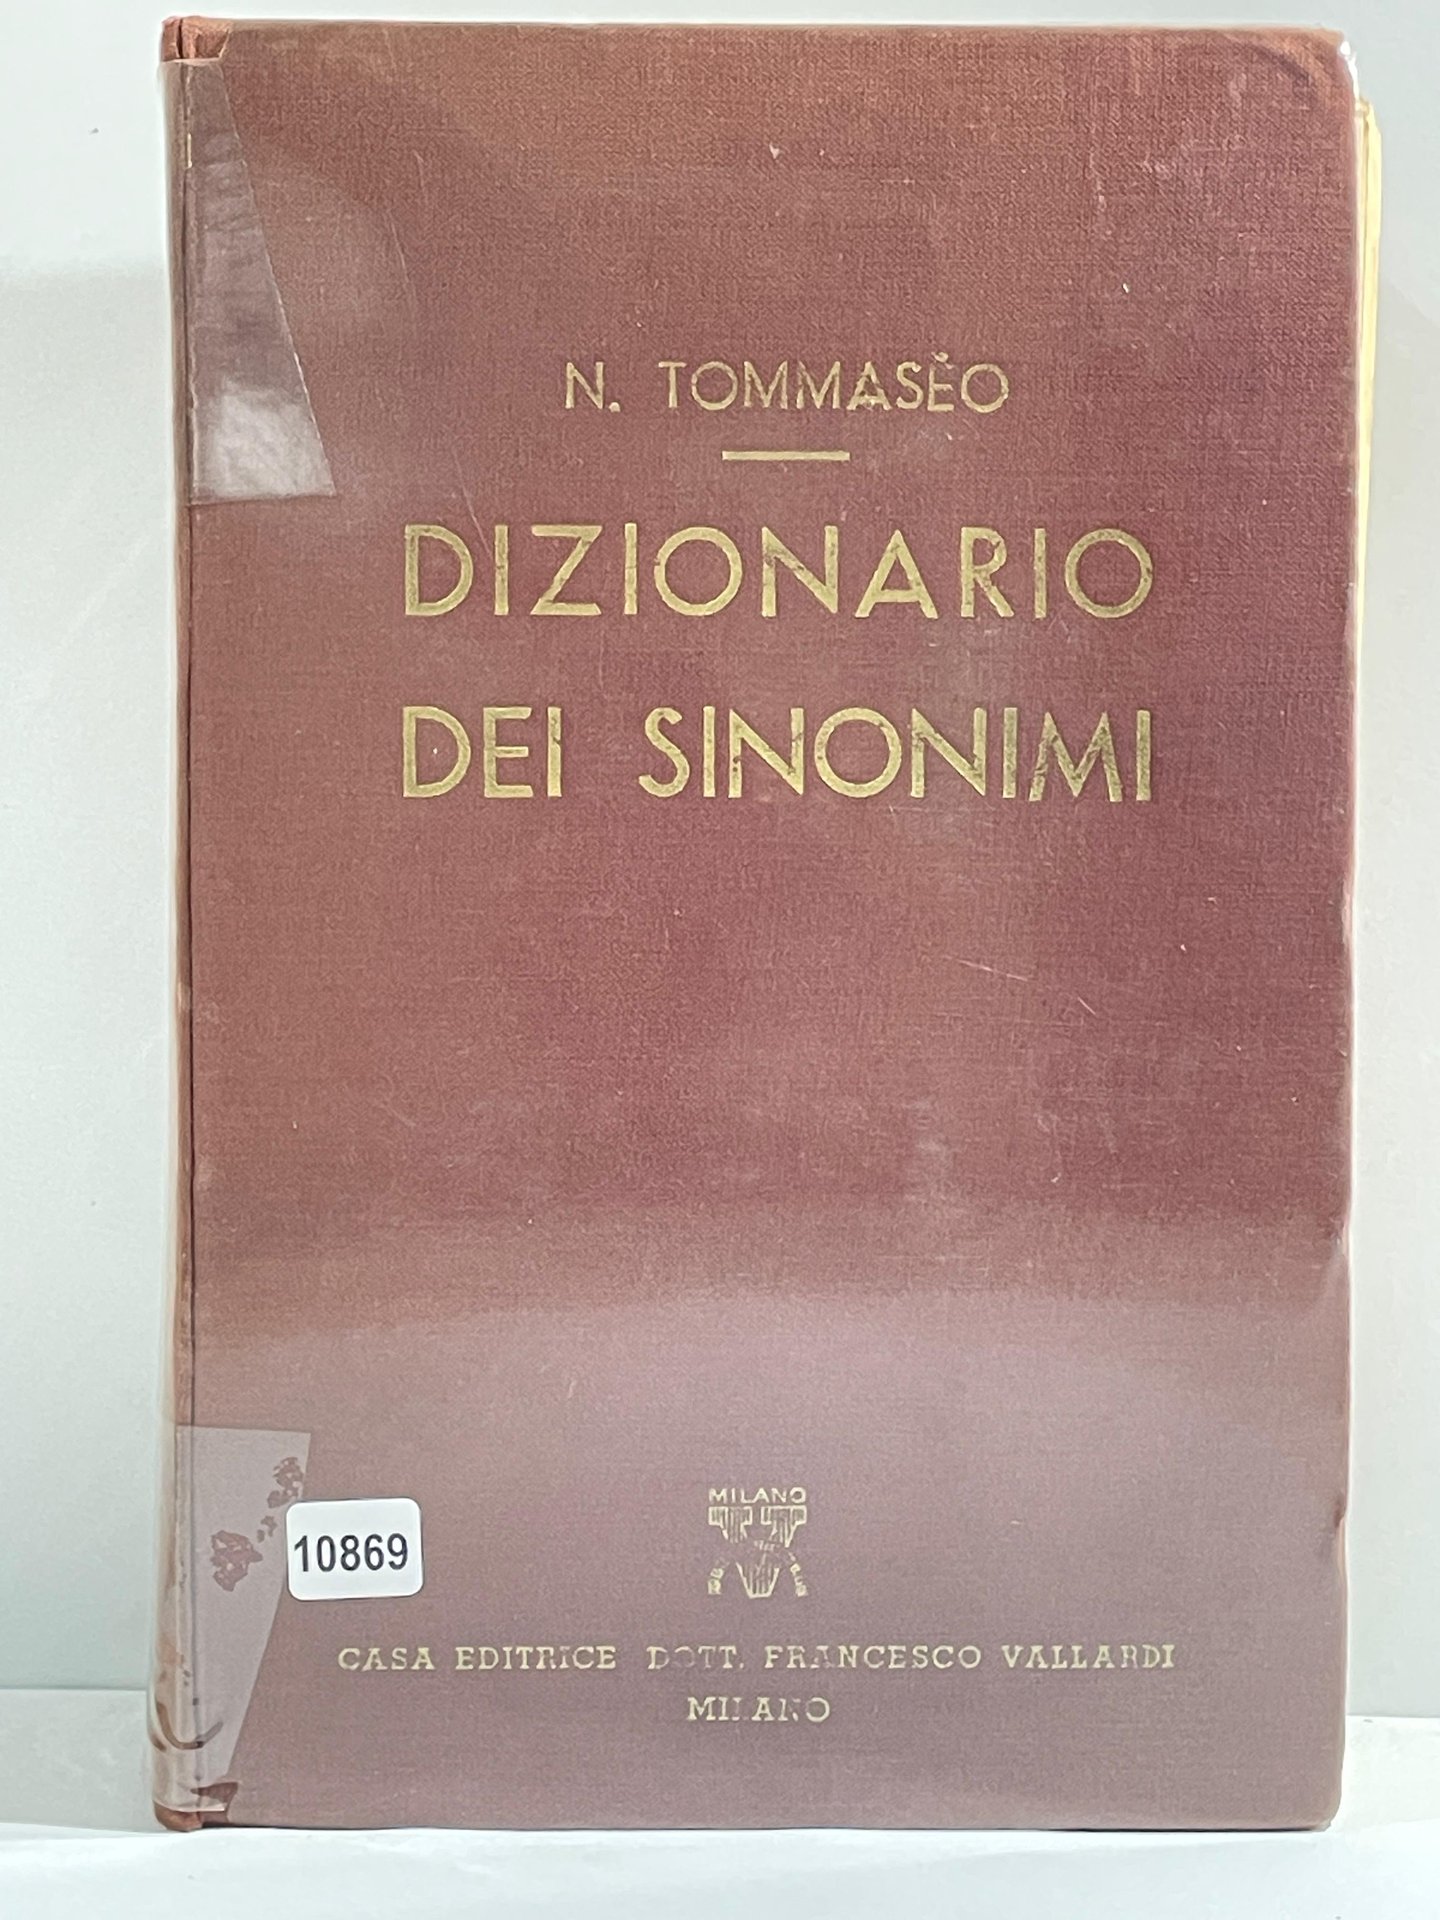 N. TOMMASÈO
DIZIONARIO
DEI SINONIMI
MILANO
10869
CASA EDITRICE DOTT. FRANCESCO VALLARDI
MILANO